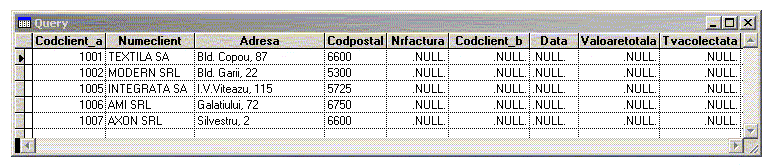 Query
Codclient_a Numeclient Adresa Codpostal Nrfactura Codclient_b Data Valoaretotala Tvacolectata
1001 TEXTILA SA Bld. Copou, 87 6600 .NULL. .NULL. .NULL. .NULL. .NULL.
1002 MODERN SRL Bld. Garii, 22 5300 .NULL. .NULL. .NULL. .NULL. .NULL.
1005 INTEGRATA SA I.V.Viteazu, 115 5725 .NULL. .NULL. .NULL. .NULL. .NULL.
1006 AMI SRL Galatiului, 72 6750 .NULL. .NULL. .NULL. .NULL. .NULL.
1007 AXON SRL Silvestru, 2 6600 .NULL. .NULL. .NULL. .NULL. .NULL.